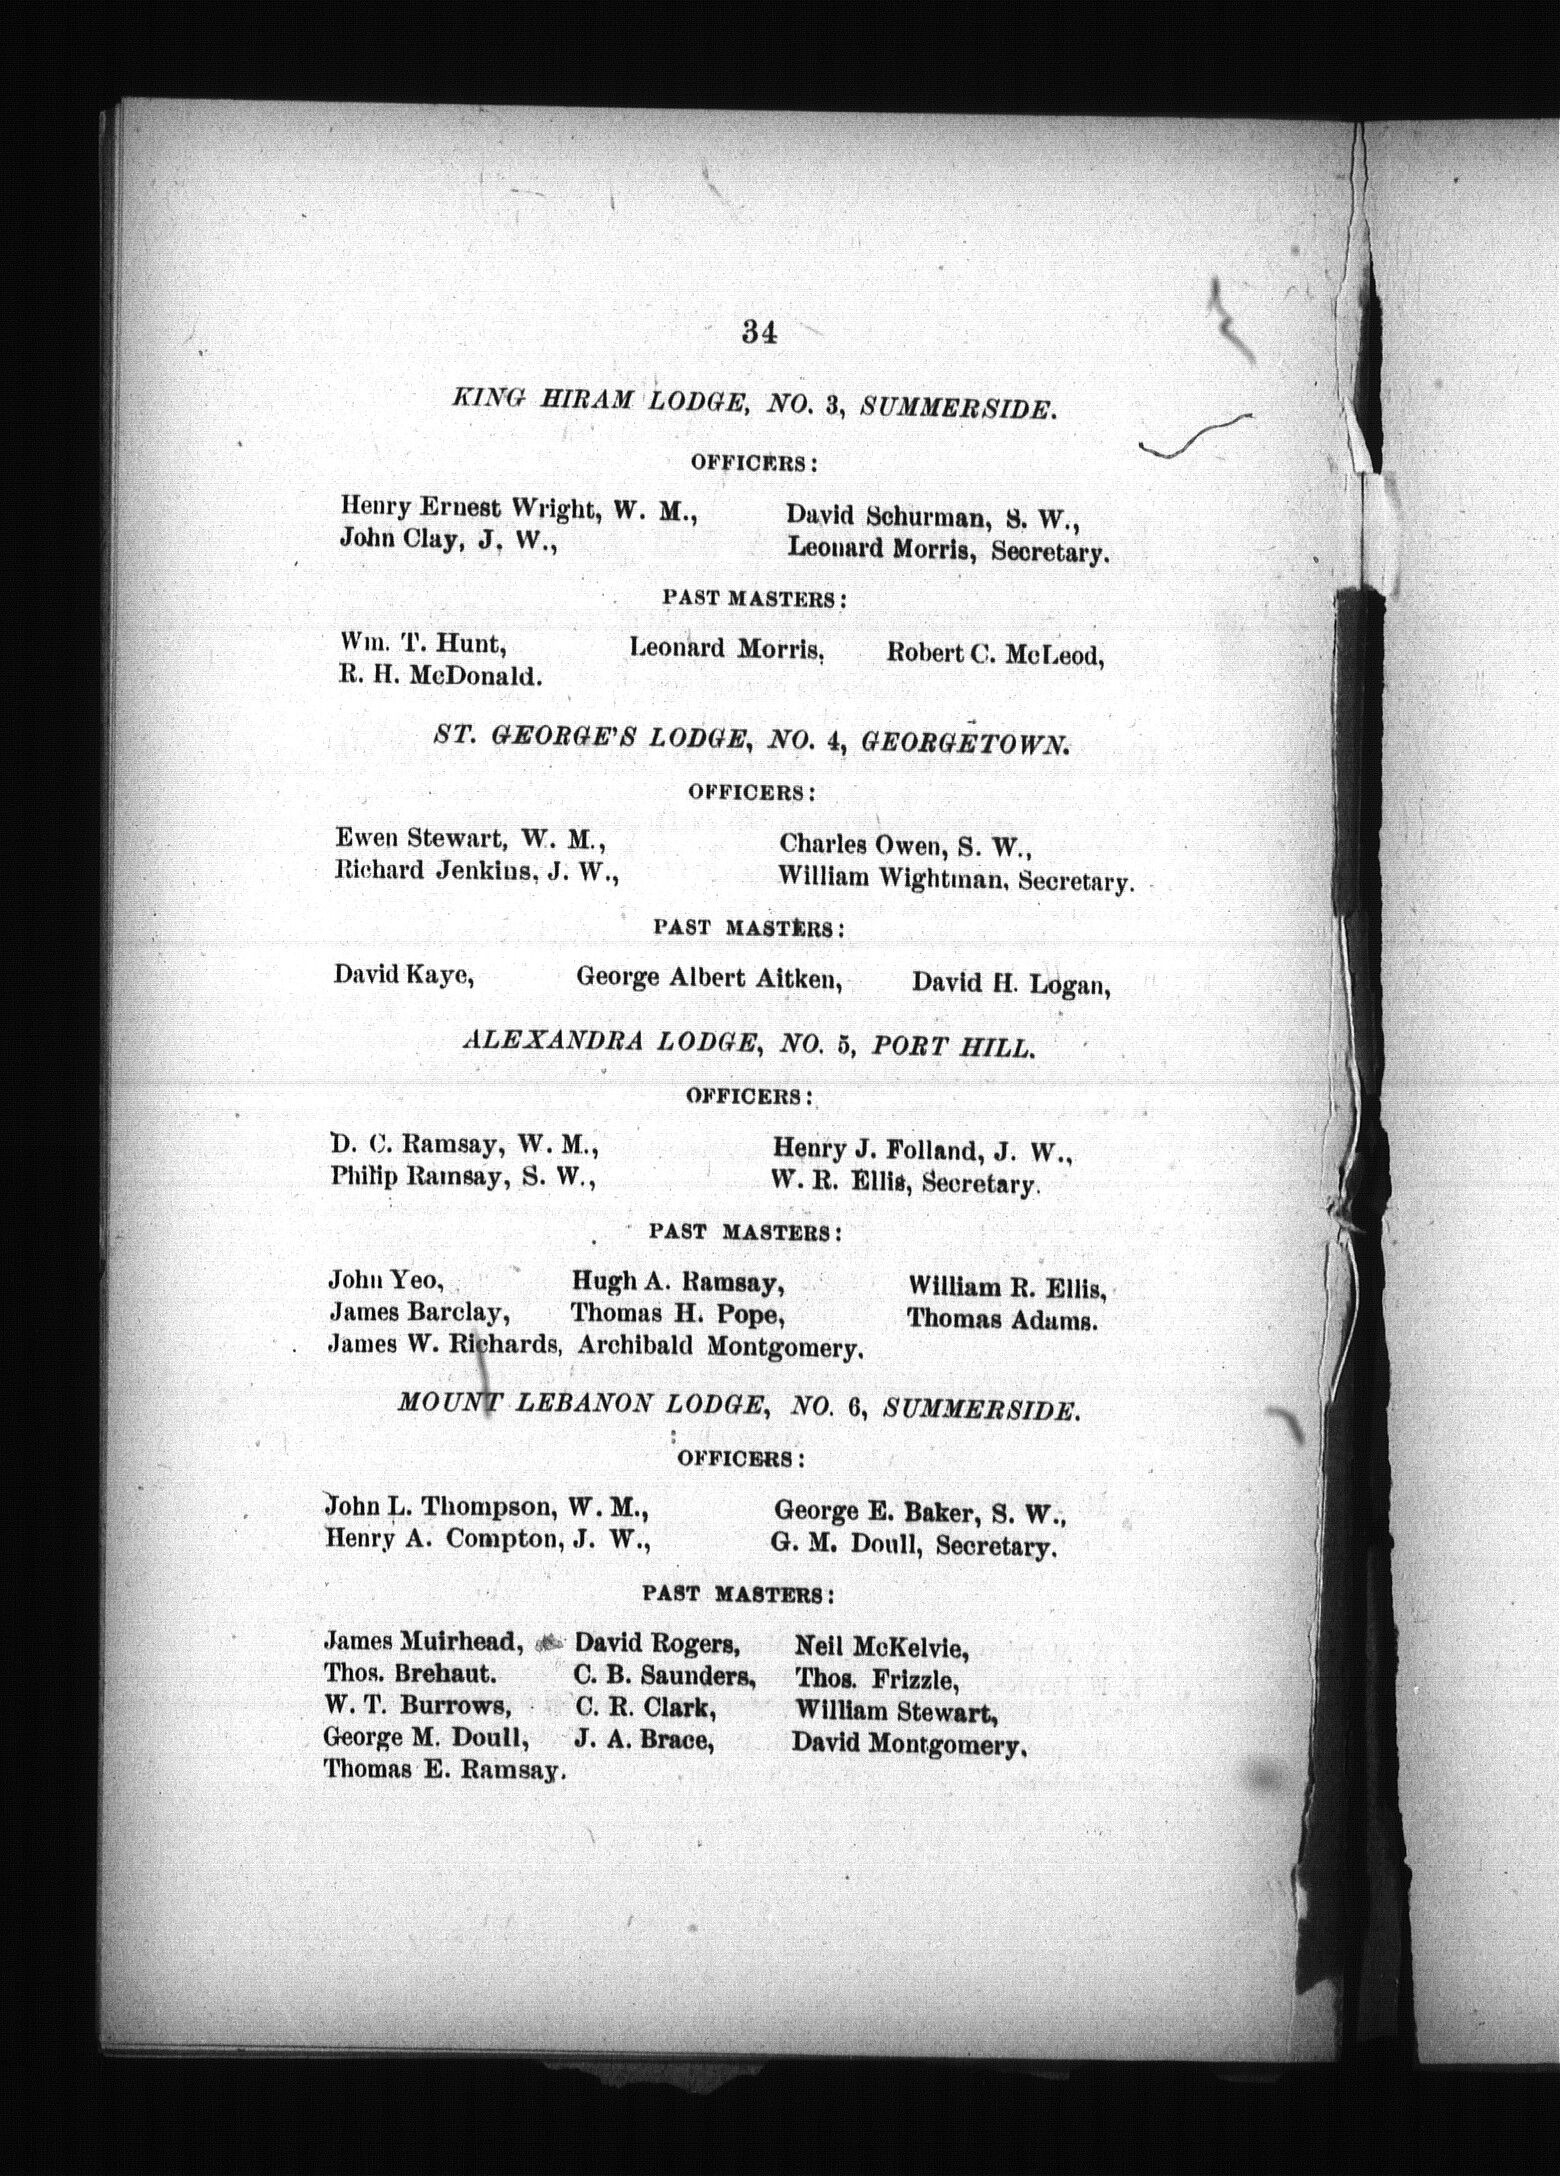 34
KING HIRAM LODGE, NO. 3, SUMMERSIDE.
OFFICERS:
Henry Ernest Wright, W. M., David Schurman, S. W.,
John Clay, J. W., Leonard Morris, Secretary.
PAST MASTERS:
Wm. T. Hunt, Leonard Morris, Robert C. McLeod,
R. H. McDonald.
ST. GEORGE'S LODGE, NO. 4, GEORGETOWN.
OFFICERS:
Ewen Stewart, W. M., Charles Owen, S. W.,
Richard Jenkins, J. W., William Wightman, Secretary.
PAST MASTERS:
David Kaye, George Albert Aitken, David H. Logan,
ALEXANDRA LODGE, NO. 5, PORT HILL.
OFFICERS:
D. C. Ramsay, W. M., Henry J. Folland, J. W.,
Philip Ramsay, S. W., W. R. Ellis, Secretary.
PAST MASTERS:
John Yeo, Hugh A. Ramsay, William R. Ellis,
James Barclay, Thomas H. Pope, Thomas Adams.
James W. Richards, Archibald Montgomery.
MOUNT LEBANON LODGE, NO. 6, SUMMERSIDE.
OFFICERS:
John L. Thompson, W. M., George E. Baker, S. W.,
Henry A. Compton, J. W., G. M. Doull, Secretary.
PAST MASTERS:
James Muirhead, David Rogers, Neil McKelvie,
Thos. Brehaut. C. B. Saunders, Thos. Frizzle,
W. T. Burrows, C. R. Clark, William Stewart,
George M. Doull, J. A. Brace, David Montgomery.
Thomas E. Ramsay.